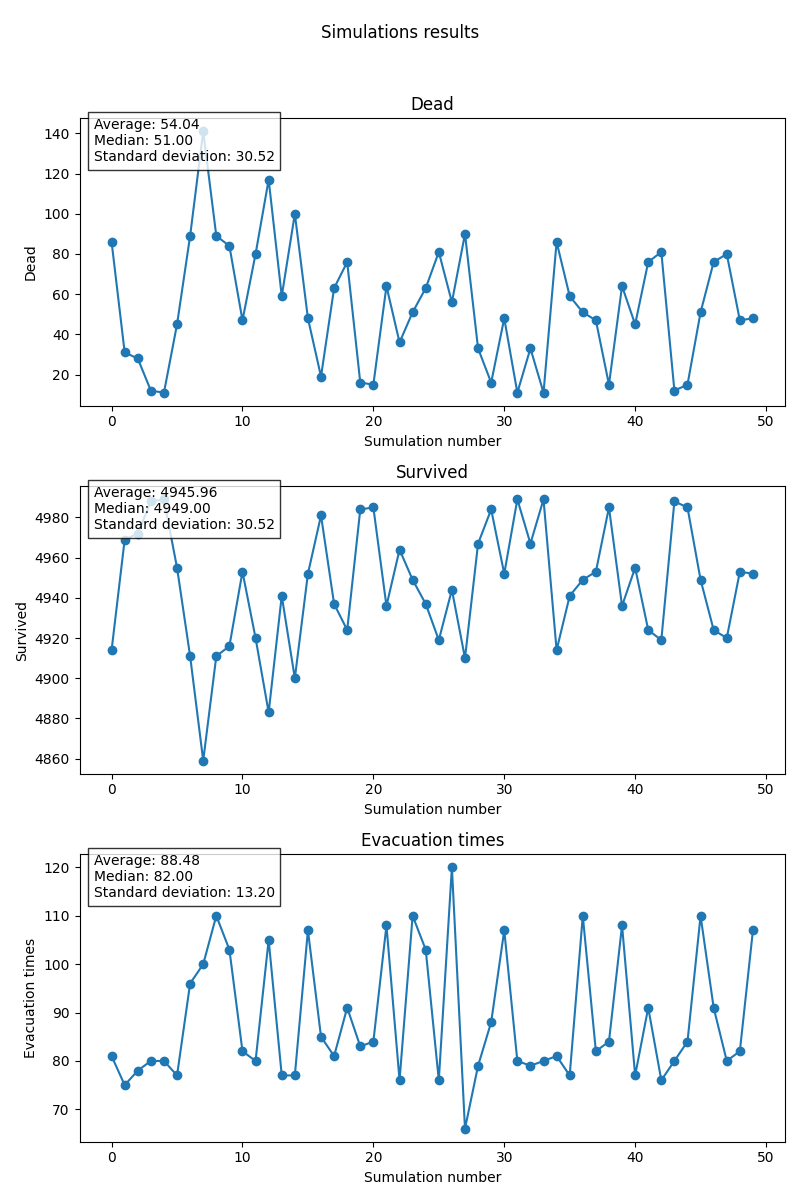 Simulations results
Dead
Average: 54.04
Median: 51.00
Standard deviation: 30.52
140
120
100
80
60
40
20
Dead
0 10 20 30 40 50
Sumulation number
Survived
Average: 4945.96
Median: 4949.00
Standard deviation: 30.52
4980
4960
4940
4920
4900
4880
4860
Survived
0 10 20 30 40 50
Sumulation number
Evacuation times
Average: 88.48
Median: 82.00
Standard deviation: 13.20
120
110
100
90
80
70
Evacuation times
0 10 20 30 40 50
Sumulation number